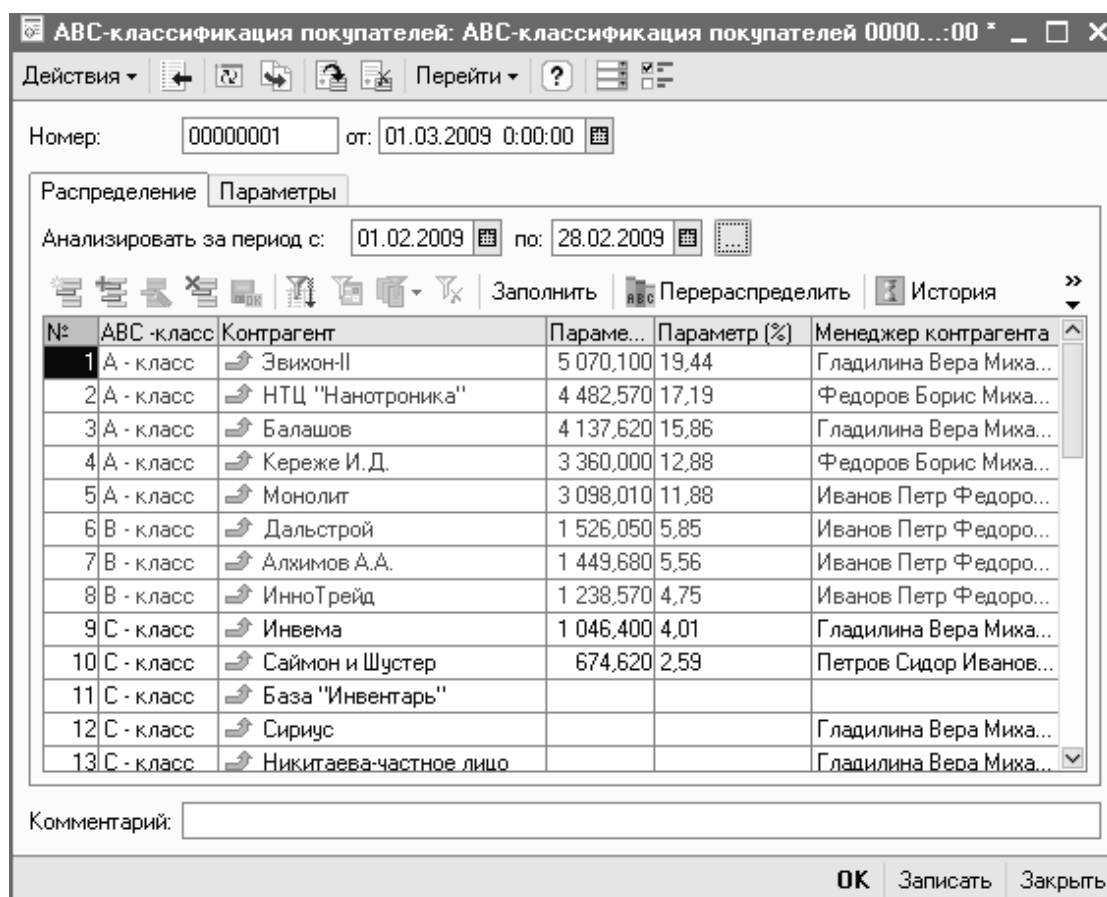 ABC-классификация покупателей: ABC-классификация покупателей 0000...:00 *
Действия Перейти ?
Номер: 00000001 от: 01.03.2009 0:00:00
Распределение Параметры
Анализировать за период с: 01.02.2009 по: 28.02.2009 ...
Заполнить ABC Перераспределить История
№ ABC -класс Контрагент Параме... Параметр (%) Менеджер контрагента
1 A - класс Эвихон-II 5 070,100 19,44 Гладилина Вера Миха...
2 A - класс НТЦ "Нанотроника" 4 482,570 17,19 Федоров Борис Миха...
3 A - класс Балашов 4 137,620 15,86 Гладилина Вера Миха...
4 A - класс Кереже И.Д. 3 360,000 12,88 Федоров Борис Миха...
5 A - класс Монолит 3 098,010 11,88 Иванов Петр Федоро...
6 B - класс Дальстрой 1 526,050 5,85 Иванов Петр Федоро...
7 B - класс Алхимов А.А. 1 449,680 5,56 Иванов Петр Федоро...
8 B - класс ИнноТрейд 1 238,570 4,75 Иванов Петр Федоро...
9 C - класс Инвема 1 046,400 4,01 Гладилина Вера Миха...
10 C - класс Саймон и Шустер 674,620 2,59 Петров Сидор Иванов...
11 C - класс База "Инвентарь"
12 C - класс Сириус Гладилина Вера Миха...
13 C - класс Никитаева-частное лицо Гладилина Вера Миха...
Комментарий:
OK Записать Закрыть